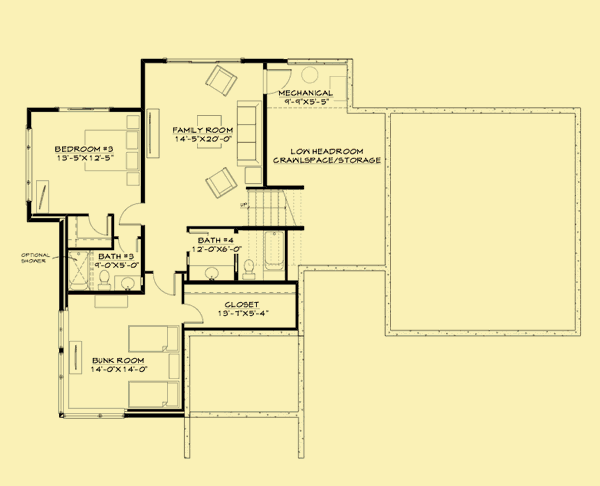 MECHANICAL
9'-9"X5'-5"
FAMILY ROOM
14'-5"X20'-0"
BEDROOM #3
13'-5"X12'-5"
LOW HEADROOM
CRAWLSPACE/STORAGE
BATH #4
12'-0"X6'-0"
OPTIONAL
SHOWER
BATH #3
9'-0"X5'-0"
CLOSET
13'-7"X5'-4"
BUNK ROOM
14'-0"X14'-0"